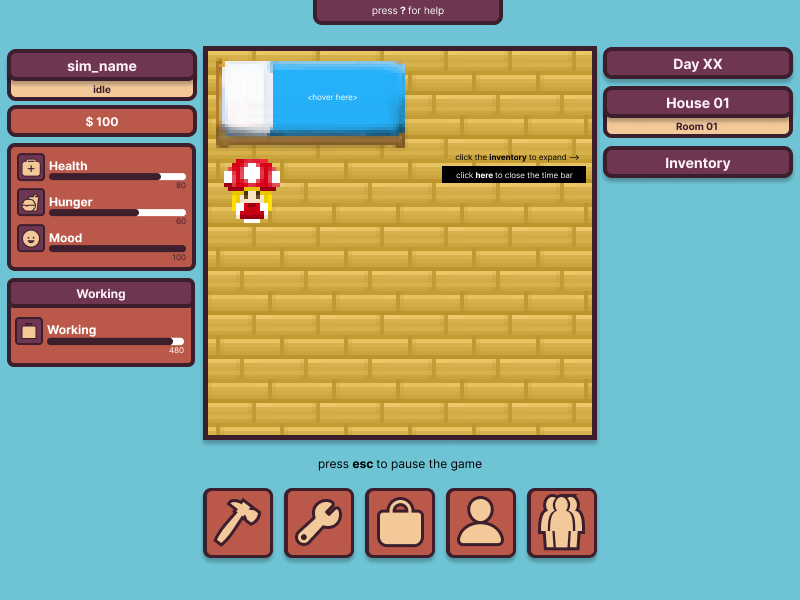 press ? for help
sim_name
idle
$ 100
Health
80
Hunger
60
Mood
100
Working
Working
480
<hover here>
click the inventory to expand -->
click here to close the time bar
Day XX
House 01
Room 01
Inventory
press esc to pause the game